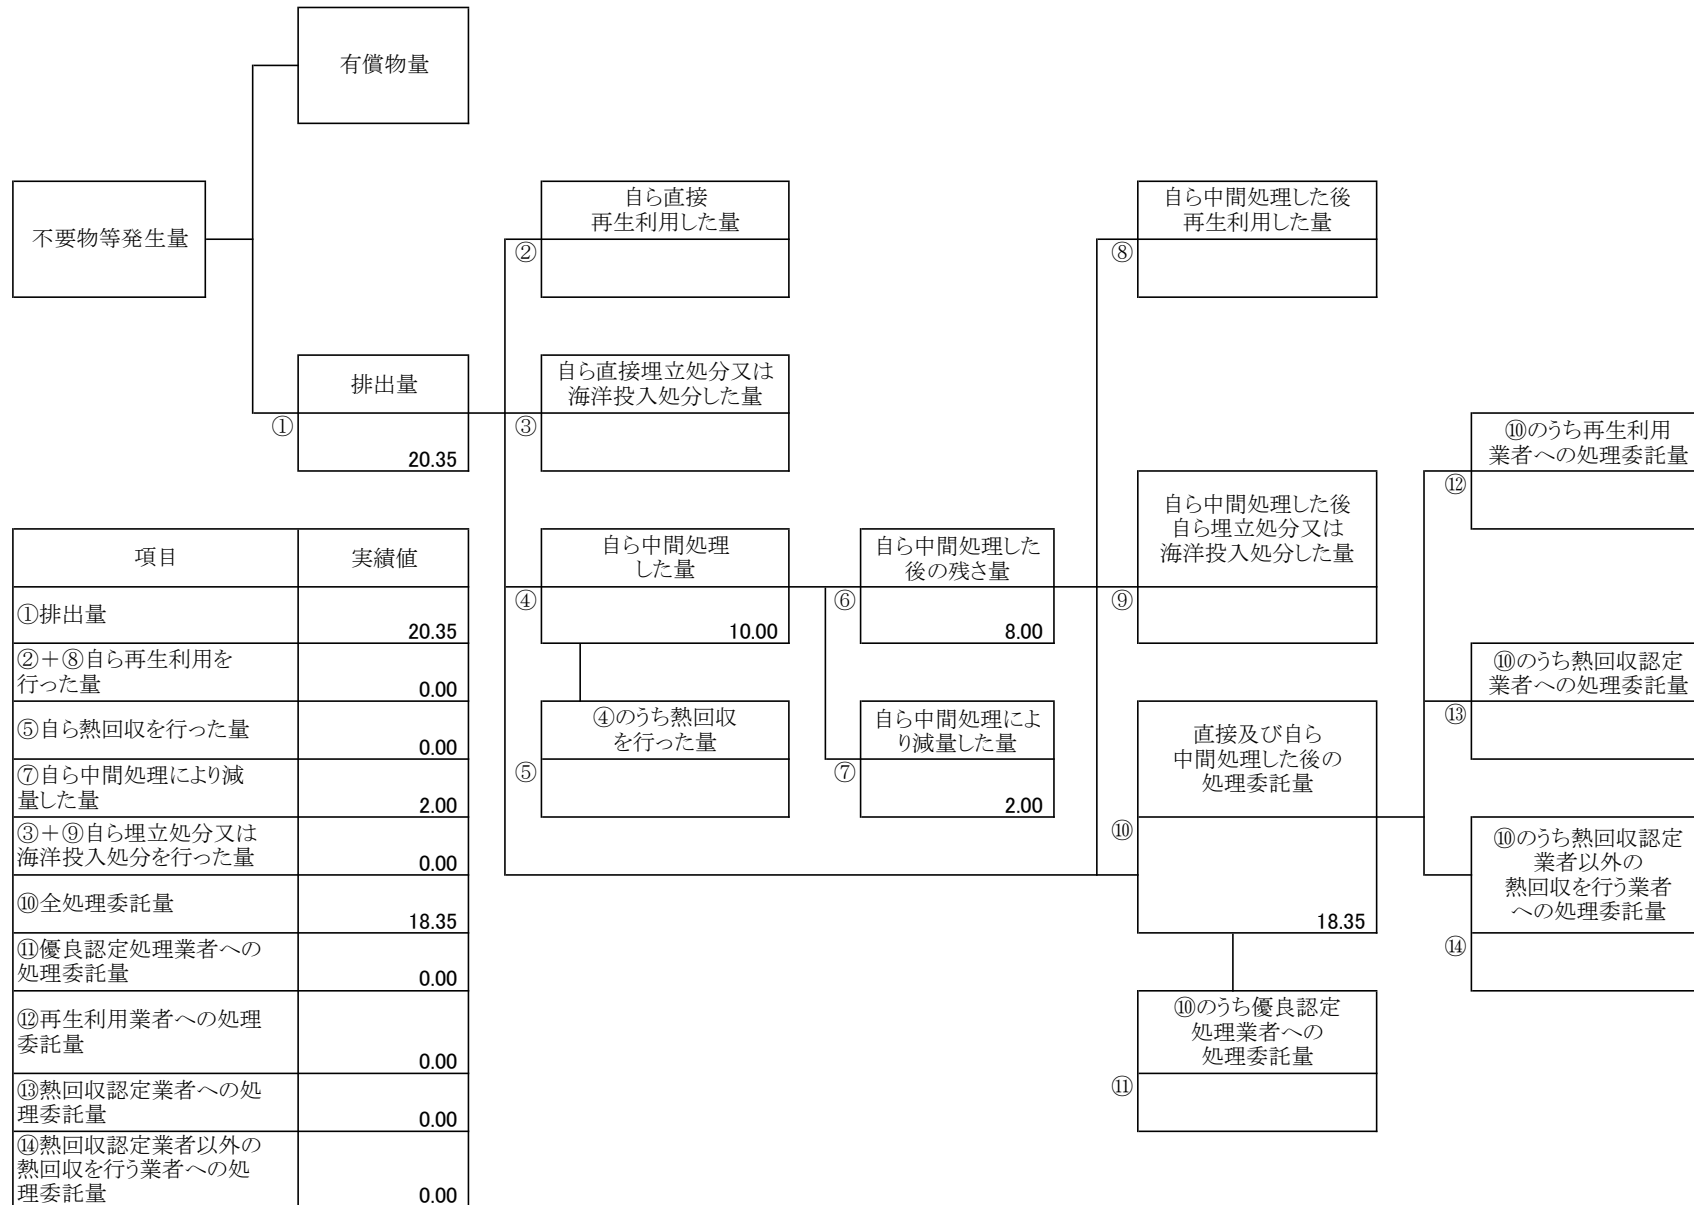 有償物量
不要物等発生量
自ら直接
再生利用した量
②
自ら中間処理した後
再生利用した量
⑧
排出量
①
20.35
自ら直接埋立処分又は
海洋投入処分した量
③
⑩のうち再生利用
業者への処理委託量
⑫
自ら中間処理
した量
④
10.00
自ら中間処理した
後の残さ量
⑥
8.00
自ら中間処理した後
自ら埋立処分又は
海洋投入処分した量
⑨
⑩のうち熱回収認定
業者への処理委託量
⑬
④のうち熱回収
を行った量
⑤
自ら中間処理によ
り減量した量
⑦
2.00
直接及び自ら
中間処理した後の
処理委託量
⑩
18.35
⑩のうち熱回収認定
業者以外の
熱回収を行う業者
への処理委託量
⑭
⑩のうち優良認定
処理業者への
処理委託量
⑪
項目 実績値
①排出量
20.35
②+⑧自ら再生利用を
行った量
0.00
⑤自ら熱回収を行った量
0.00
⑦自ら中間処理により減
量した量
2.00
③+⑨自ら埋立処分又は
海洋投入処分を行った量
0.00
⑩全処理委託量
18.35
⑪優良認定処理業者への
処理委託量
0.00
⑫再生利用業者への処理
委託量
0.00
⑬熱回収認定業者への処
理委託量
0.00
⑭熱回収認定業者以外の
熱回収を行う業者への処
理委託量
0.00